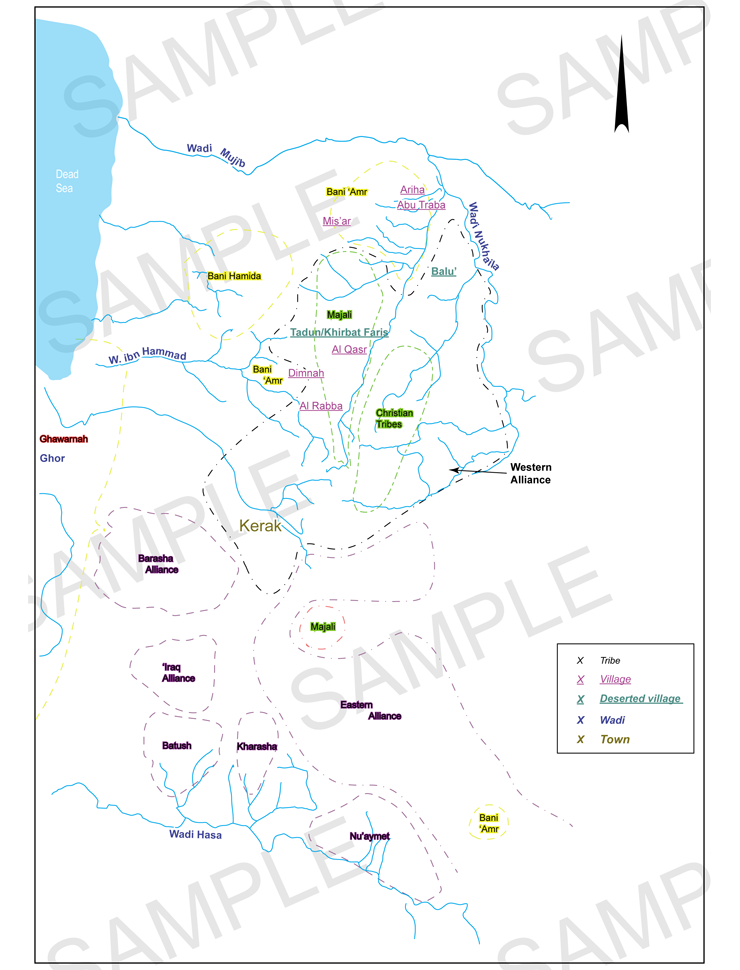 SAMPLE
SAMPLE
Wadi Mujib
Dead
Sea
Bani ‘Amr
Ariha
Abu Traba
Mis’ar
Wadi Nukhaila
SAMPLE
SAMPLE
Bani Hamida
Balu’
Majali
Tadun/Khirbat Faris
Al Qasr
W. ibn Hammad
Bani
‘Amr
Dimnah
Al Rabba
Christian
Tribes
Ghawarnah
Ghor
Western
Alliance
SAMPLE
Kerak
Barasha
Alliance
SAMPLE
Majali
‘Iraq
Alliance
Eastern
Alliance
X Tribe
X Village
X Deserted village
X Wadi
X Town
Batush
Kharasha
Bani
‘Amr
Wadi Hasa
Nu’aymet
SAMPLE
SAMPLE